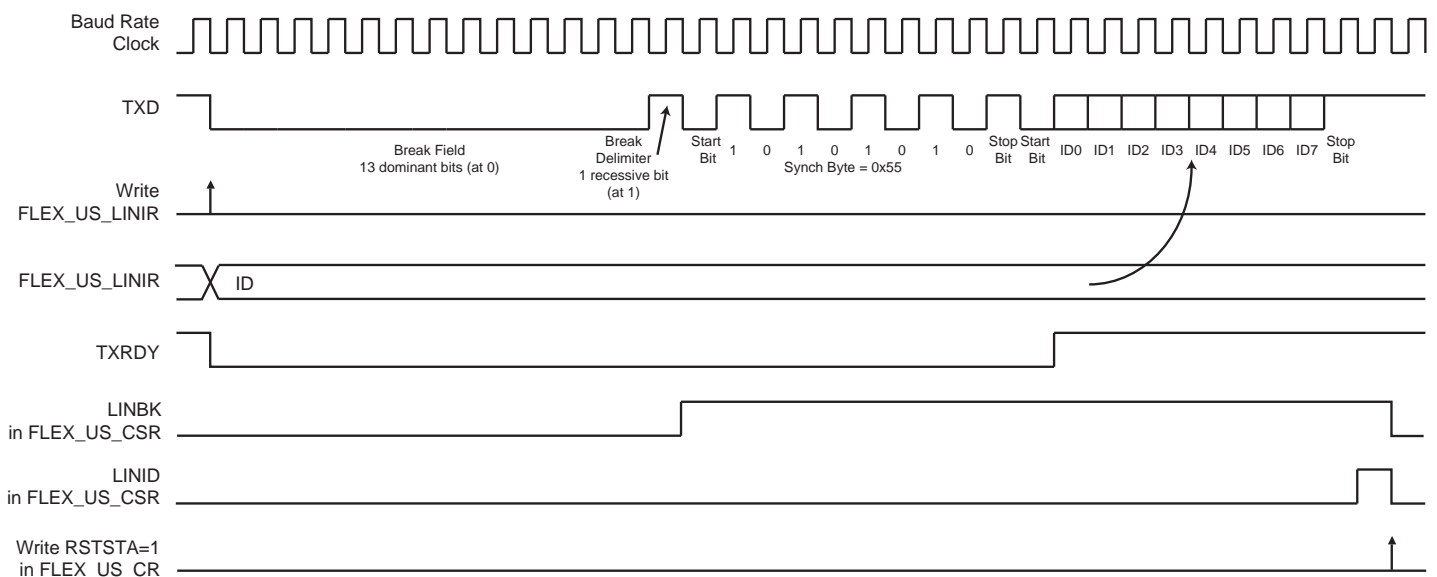 Baud Rate
Clock
TXD
Break Field
13 dominant bits (at 0)
Break
Delimiter
1 recessive bit
(at 1)
Start
Bit
1 0 1 0 1 0 1 0
Synch Byte = 0x55
Stop
Bit
Start
Bit
ID0 ID1 ID2 ID3 ID4 ID5 ID6 ID7
Stop
Bit
Write
FLEX_US_LINIR
FLEX_US_LINIR
ID
TXRDY
LINBK
in FLEX_US_CSR
LINID
in FLEX_US_CSR
Write RSTSTA=1
in FLEX_US_CR